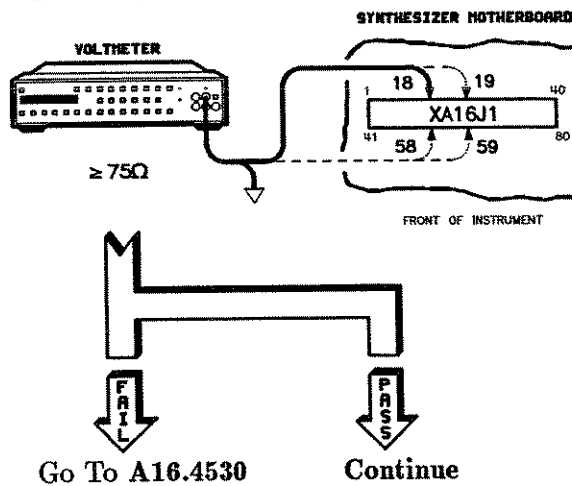 SYNTHESIZER MOTHERBOARD
VOLTMETER
18 19
1 40
XA16J1
41 80
58 59
≥ 75Ω
FRONT OF INSTRUMENT
FAIL
PASS
Go To A16.4530
Continue